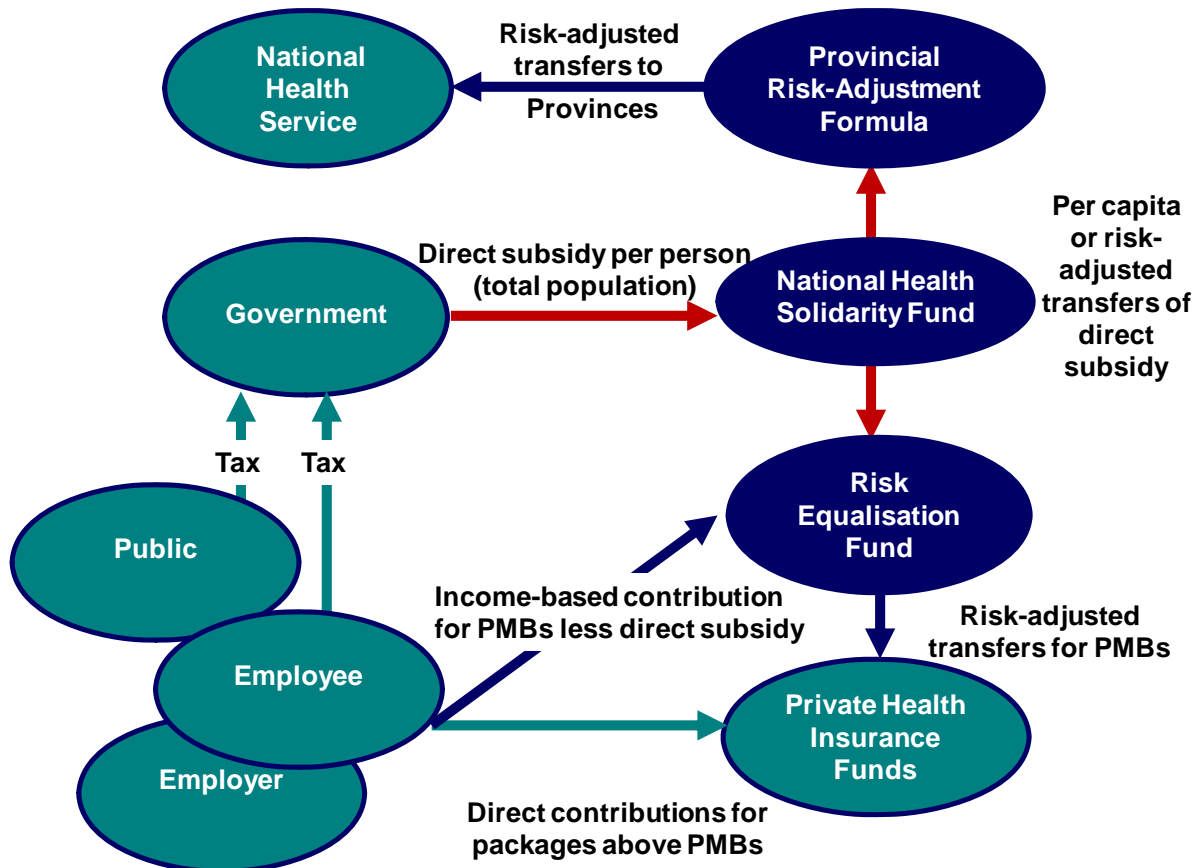 National
Health
Service
Risk-adjusted
transfers to
Provinces
Provincial
Risk-Adjustment
Formula
Government
Direct subsidy per person
(total population)
National Health
Solidarity Fund
Per capita
or risk-
adjusted
transfers of
direct
subsidy
Tax
Tax
Public
Employee
Employer
Income-based contribution
for PMBs less direct subsidy
Risk
Equalisation
Fund
Risk-adjusted
transfers for PMBs
Private Health
Insurance
Funds
Direct contributions for
packages above PMBs